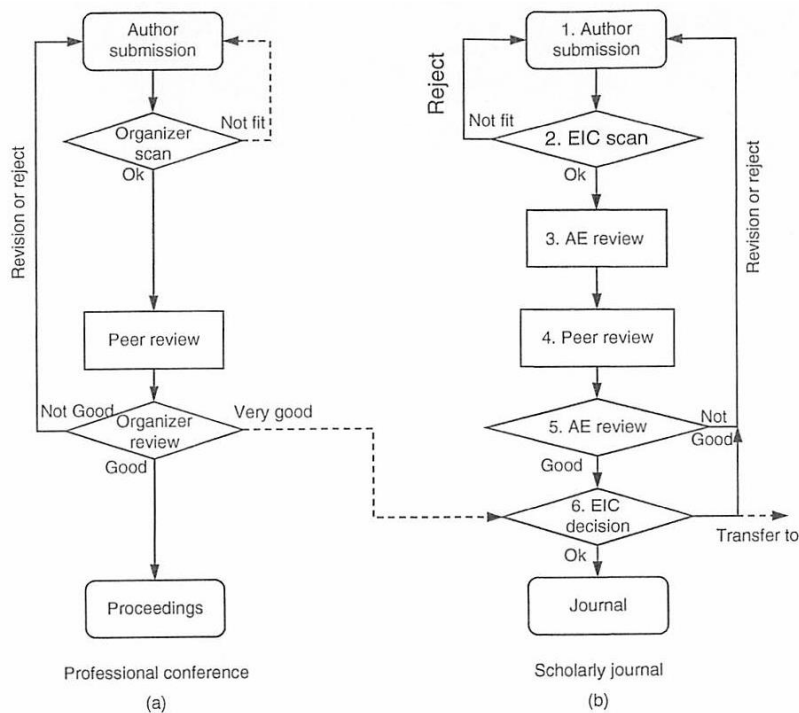 Author
submission
Not fit
Organizer
scan
Ok
Revision or reject
Peer review
Not Good
Very good
Organizer
review
Good
Proceedings
Professional conference
(a)
1. Author
submission
Reject
Not fit
2. EIC scan
Ok
Revision or reject
3. AE review
4. Peer review
5. AE review
Not
Good
Good
6. EIC
decision
Transfer to
Ok
Journal
Scholarly journal
(b)